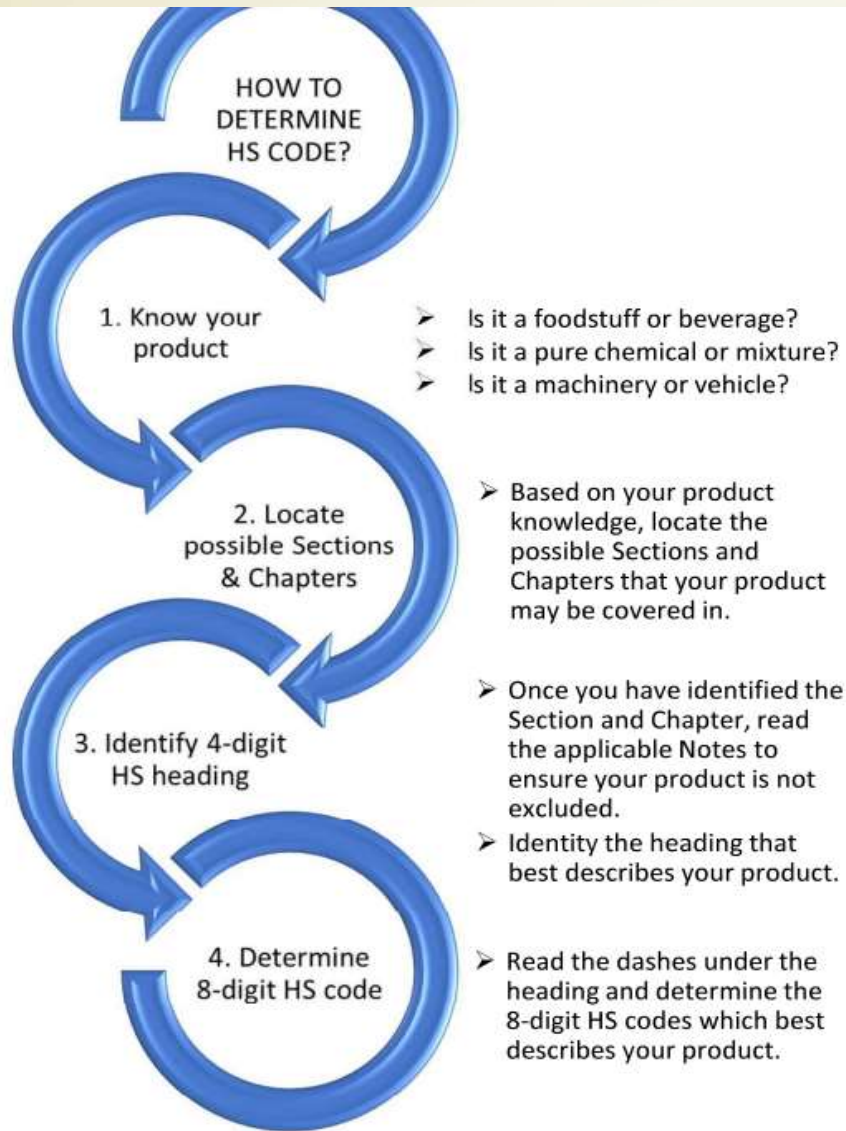 HOW TO
DETERMINE
HS CODE?
1. Know your
product
➤ Is it a foodstuff or beverage?
➤ Is it a pure chemical or mixture?
➤ Is it a machinery or vehicle?
2. Locate
possible Sections
& Chapters
➤ Based on your product
knowledge, locate the
possible Sections and
Chapters that your product
may be covered in.
3. Identify 4-digit
HS heading
➤ Once you have identified the
Section and Chapter, read
the applicable Notes to
ensure your product is not
excluded.
➤ Identity the heading that
best describes your product.
4. Determine
8-digit HS code
➤ Read the dashes under the
heading and determine the
8-digit HS codes which best
describes your product.